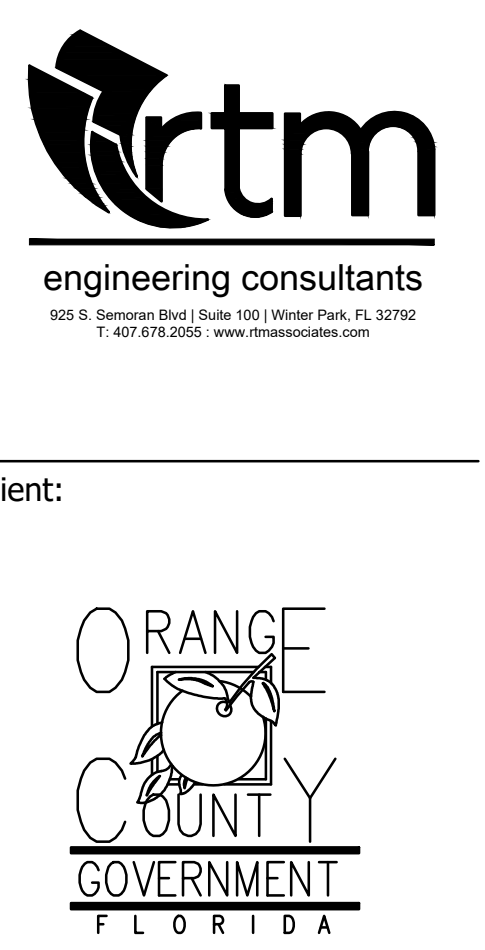 rtm
engineering consultants
925 S. Semoran Blvd | Suite 100 | Winter Park, FL 32792
T: 407.678.2055 : www.rtmassociates.com
ient:
ORANGE
COUNTY
GOVERNMENT
FLORIDA